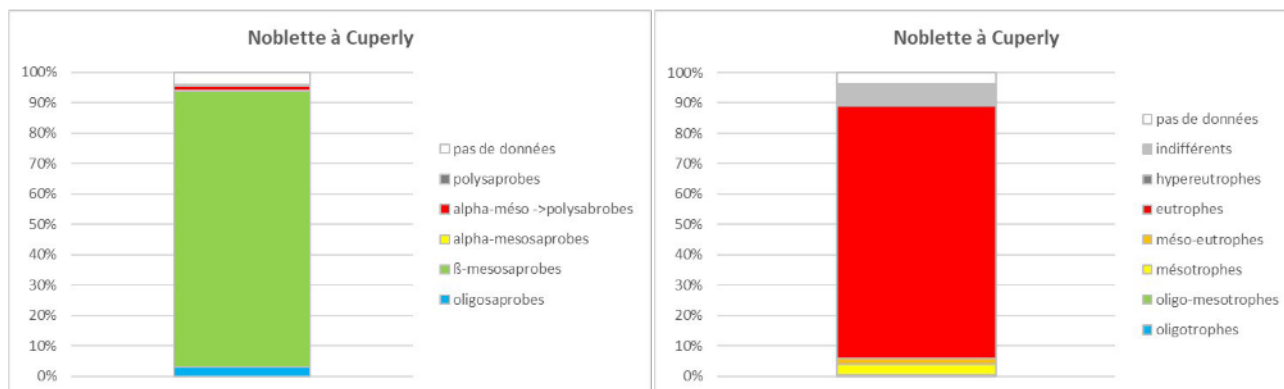 Noblette à Cuperly
100%
90%
80%
70%
60%
50%
40%
30%
20%
10%
0%
pas de données
polysaprobes
alpha-méso ->polysabrobes
alpha-mesosaprobes
ß-mesosaprobes
oligosaprobes
Noblette à Cuperly
100%
90%
80%
70%
60%
50%
40%
30%
20%
10%
0%
pas de données
indifférents
hypereutrophes
eutrophes
méso-eutrophes
mésotrophes
oligo-mesotrophes
oligotrophes